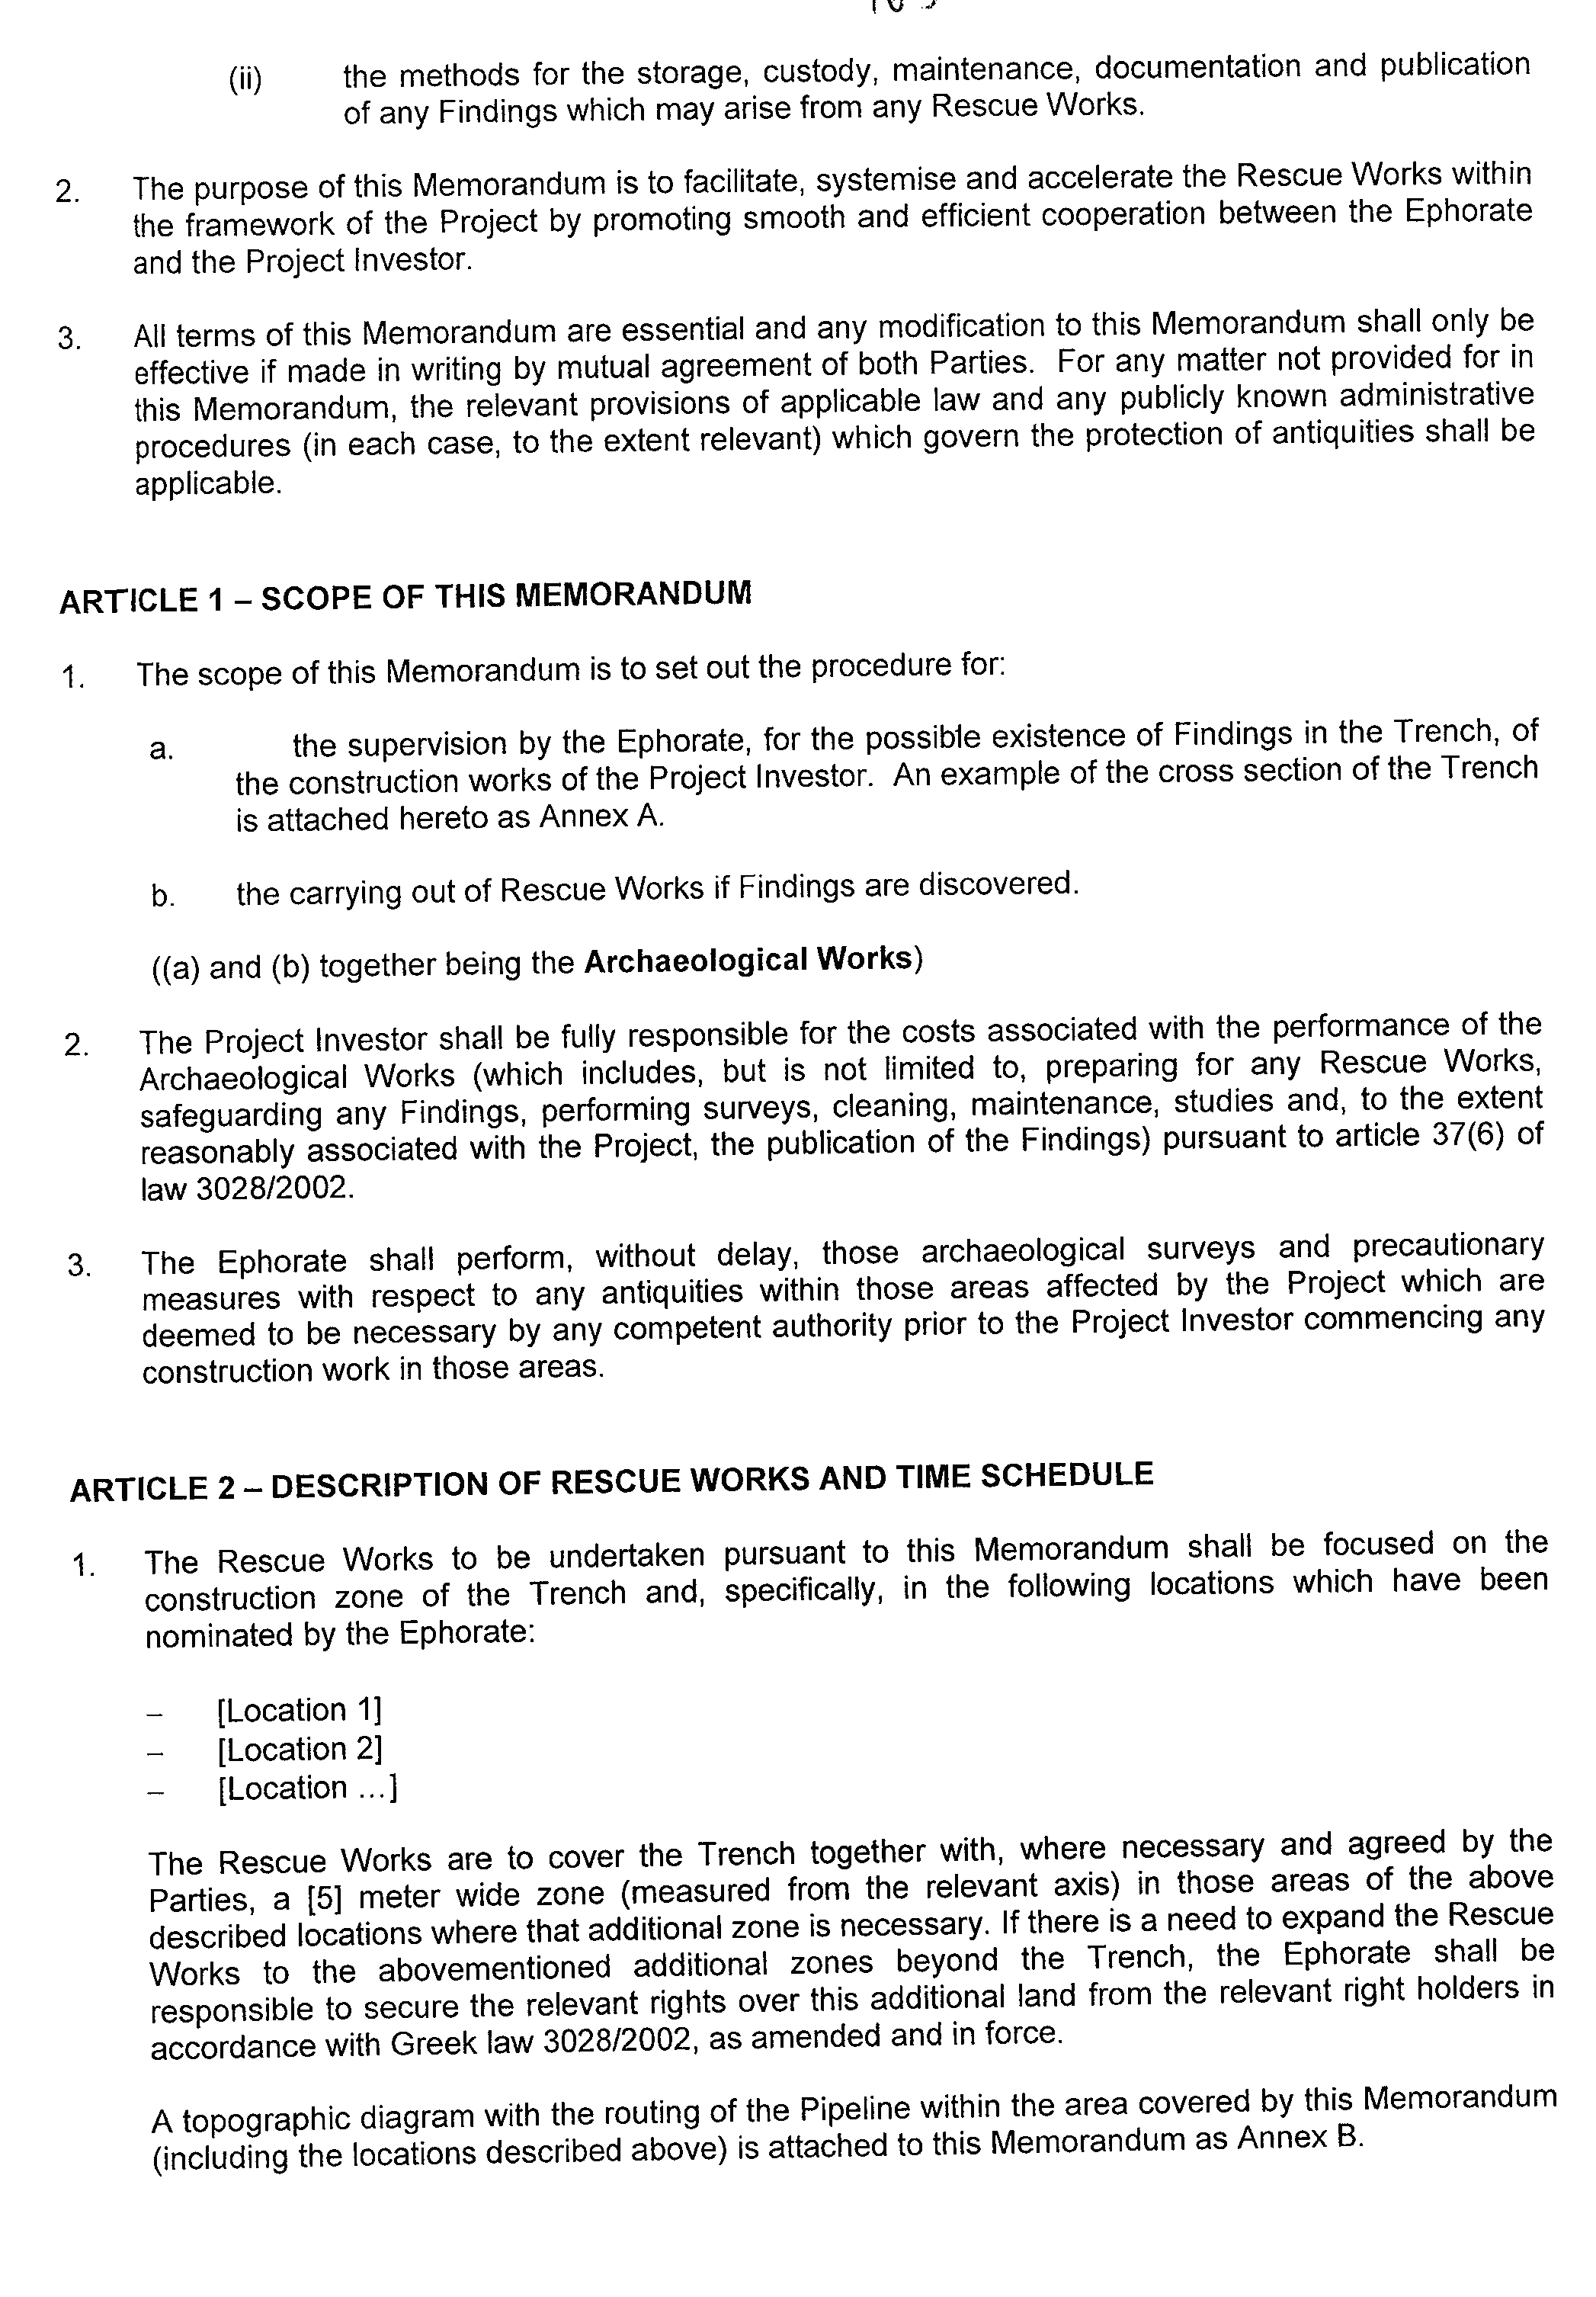 (ii) the methods for the storage, custody, maintenance, documentation and publication
of any Findings which may arise from any Rescue Works.
2. The purpose of this Memorandum is to facilitate, systemise and accelerate the Rescue Works within
the framework of the Project by promoting smooth and efficient cooperation between the Ephorate
and the Project Investor.
3. All terms of this Memorandum are essential and any modification to this Memorandum shall only be
effective if made in writing by mutual agreement of both Parties. For any matter not provided for in
this Memorandum, the relevant provisions of applicable law and any publicly known administrative
procedures (in each case, to the extent relevant) which govern the protection of antiquities shall be
applicable.
ARTICLE 1 – SCOPE OF THIS MEMORANDUM
1. The scope of this Memorandum is to set out the procedure for:
a. the supervision by the Ephorate, for the possible existence of Findings in the Trench, of
the construction works of the Project Investor. An example of the cross section of the Trench
is attached hereto as Annex A.
b. the carrying out of Rescue Works if Findings are discovered.
((a) and (b) together being the Archaeological Works)
2. The Project Investor shall be fully responsible for the costs associated with the performance of the
Archaeological Works (which includes, but is not limited to, preparing for any Rescue Works,
safeguarding any Findings, performing surveys, cleaning, maintenance, studies and, to the extent
reasonably associated with the Project, the publication of the Findings) pursuant to article 37(6) of
law 3028/2002.
3. The Ephorate shall perform, without delay, those archaeological surveys and precautionary
measures with respect to any antiquities within those areas affected by the Project which are
deemed to be necessary by any competent authority prior to the Project Investor commencing any
construction work in those areas.
ARTICLE 2 – DESCRIPTION OF RESCUE WORKS AND TIME SCHEDULE
1. The Rescue Works to be undertaken pursuant to this Memorandum shall be focused on the
construction zone of the Trench and, specifically, in the following locations which have been
nominated by the Ephorate:
– [Location 1]
– [Location 2]
– [Location ...]
The Rescue Works are to cover the Trench together with, where necessary and agreed by the
Parties, a [5] meter wide zone (measured from the relevant axis) in those areas of the above
described locations where that additional zone is necessary. If there is a need to expand the Rescue
Works to the abovementioned additional zones beyond the Trench, the Ephorate shall be
responsible to secure the relevant rights over this additional land from the relevant right holders in
accordance with Greek law 3028/2002, as amended and in force.
A topographic diagram with the routing of the Pipeline within the area covered by this Memorandum
(including the locations described above) is attached to this Memorandum as Annex B.